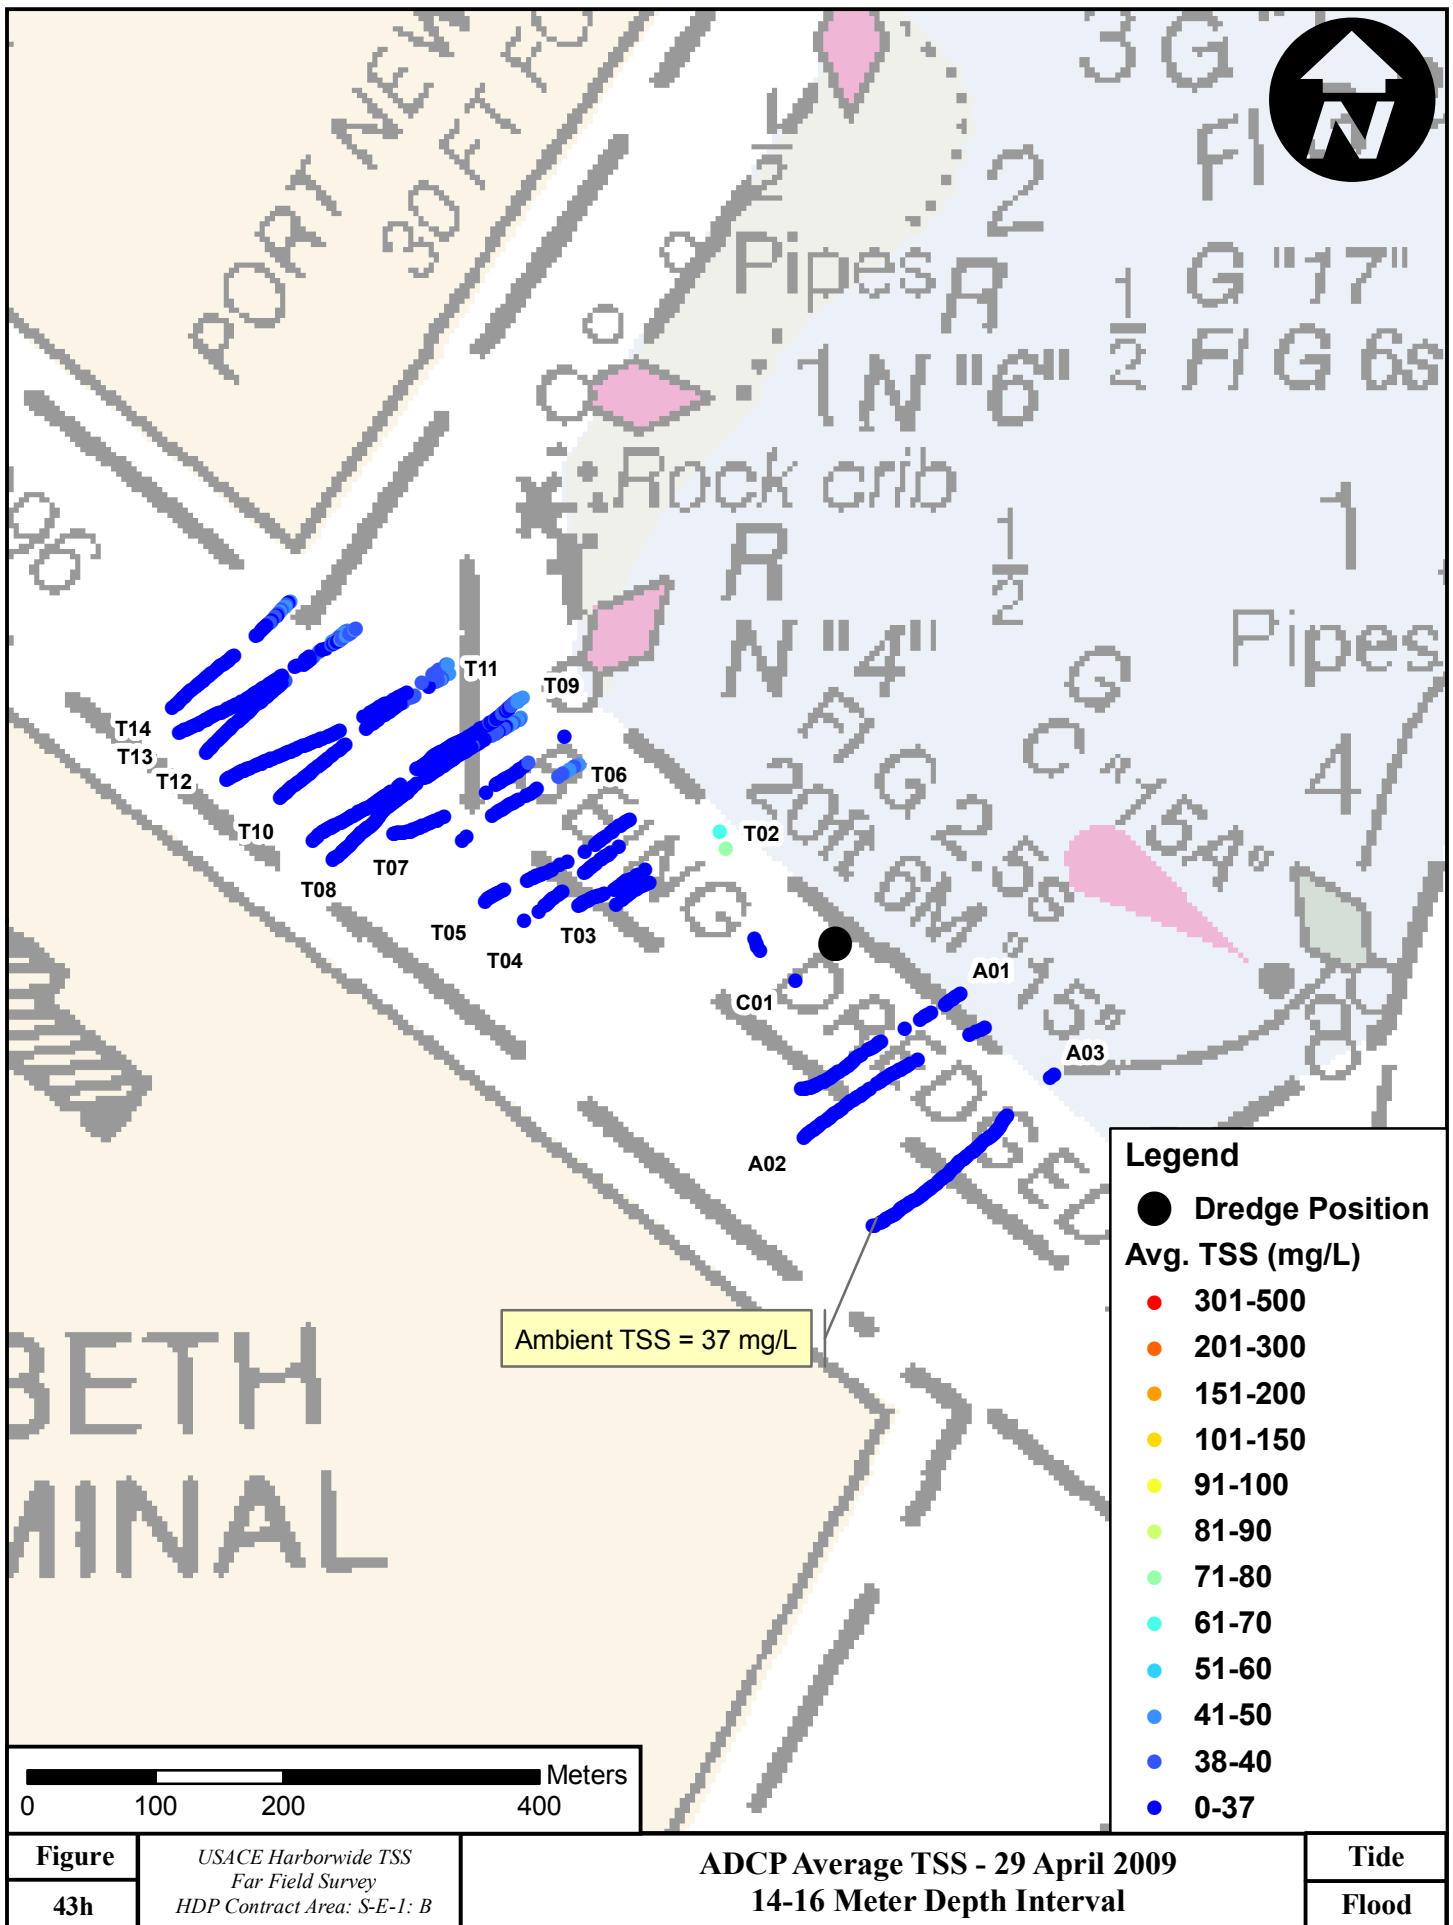 PORT NEW
30 FT FO
3 G "1
Fl
N
1/2
2
Pipes
R
1/2
G "17"
Fl G 6s
1 N "6"
Rock crib
96
R
N "4"
1/2
1
Pipes
G
C "15A"
4
Fl G 2.5s
20ft 6M "15"
DREDGED
T11
T09
T14
T13
T12
T06
T10
T02
T07
T08
T05
T03
T04
A01
C01
A03
A02
Ambient TSS = 37 mg/L
BETH
MINAL
Legend
Dredge Position
Avg. TSS (mg/L)
301-500
201-300
151-200
101-150
91-100
81-90
71-80
61-70
51-60
41-50
38-40
0-37
Meters
0 100 200 400
Figure
43h
USACE Harborwide TSS
Far Field Survey
HDP Contract Area: S-E-1: B
ADCP Average TSS - 29 April 2009
14-16 Meter Depth Interval
Tide
Flood